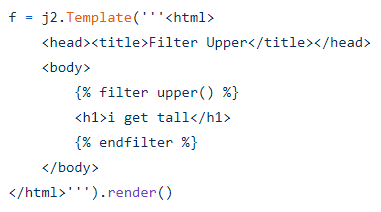 f = j2.Template('''<html>
    <head><title>Filter Upper</title></head>
    <body>
        {% filter upper() %}
        <h1>i get tall</h1>
        {% endfilter %}
    </body>
</html>''').render()